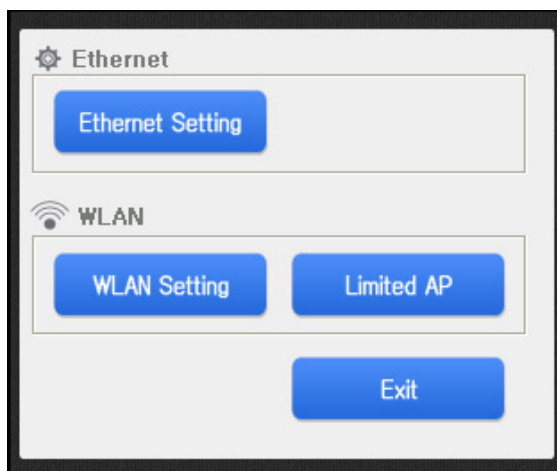 Ethernet
Ethernet Setting
WLAN
WLAN Setting
Limited AP
Exit